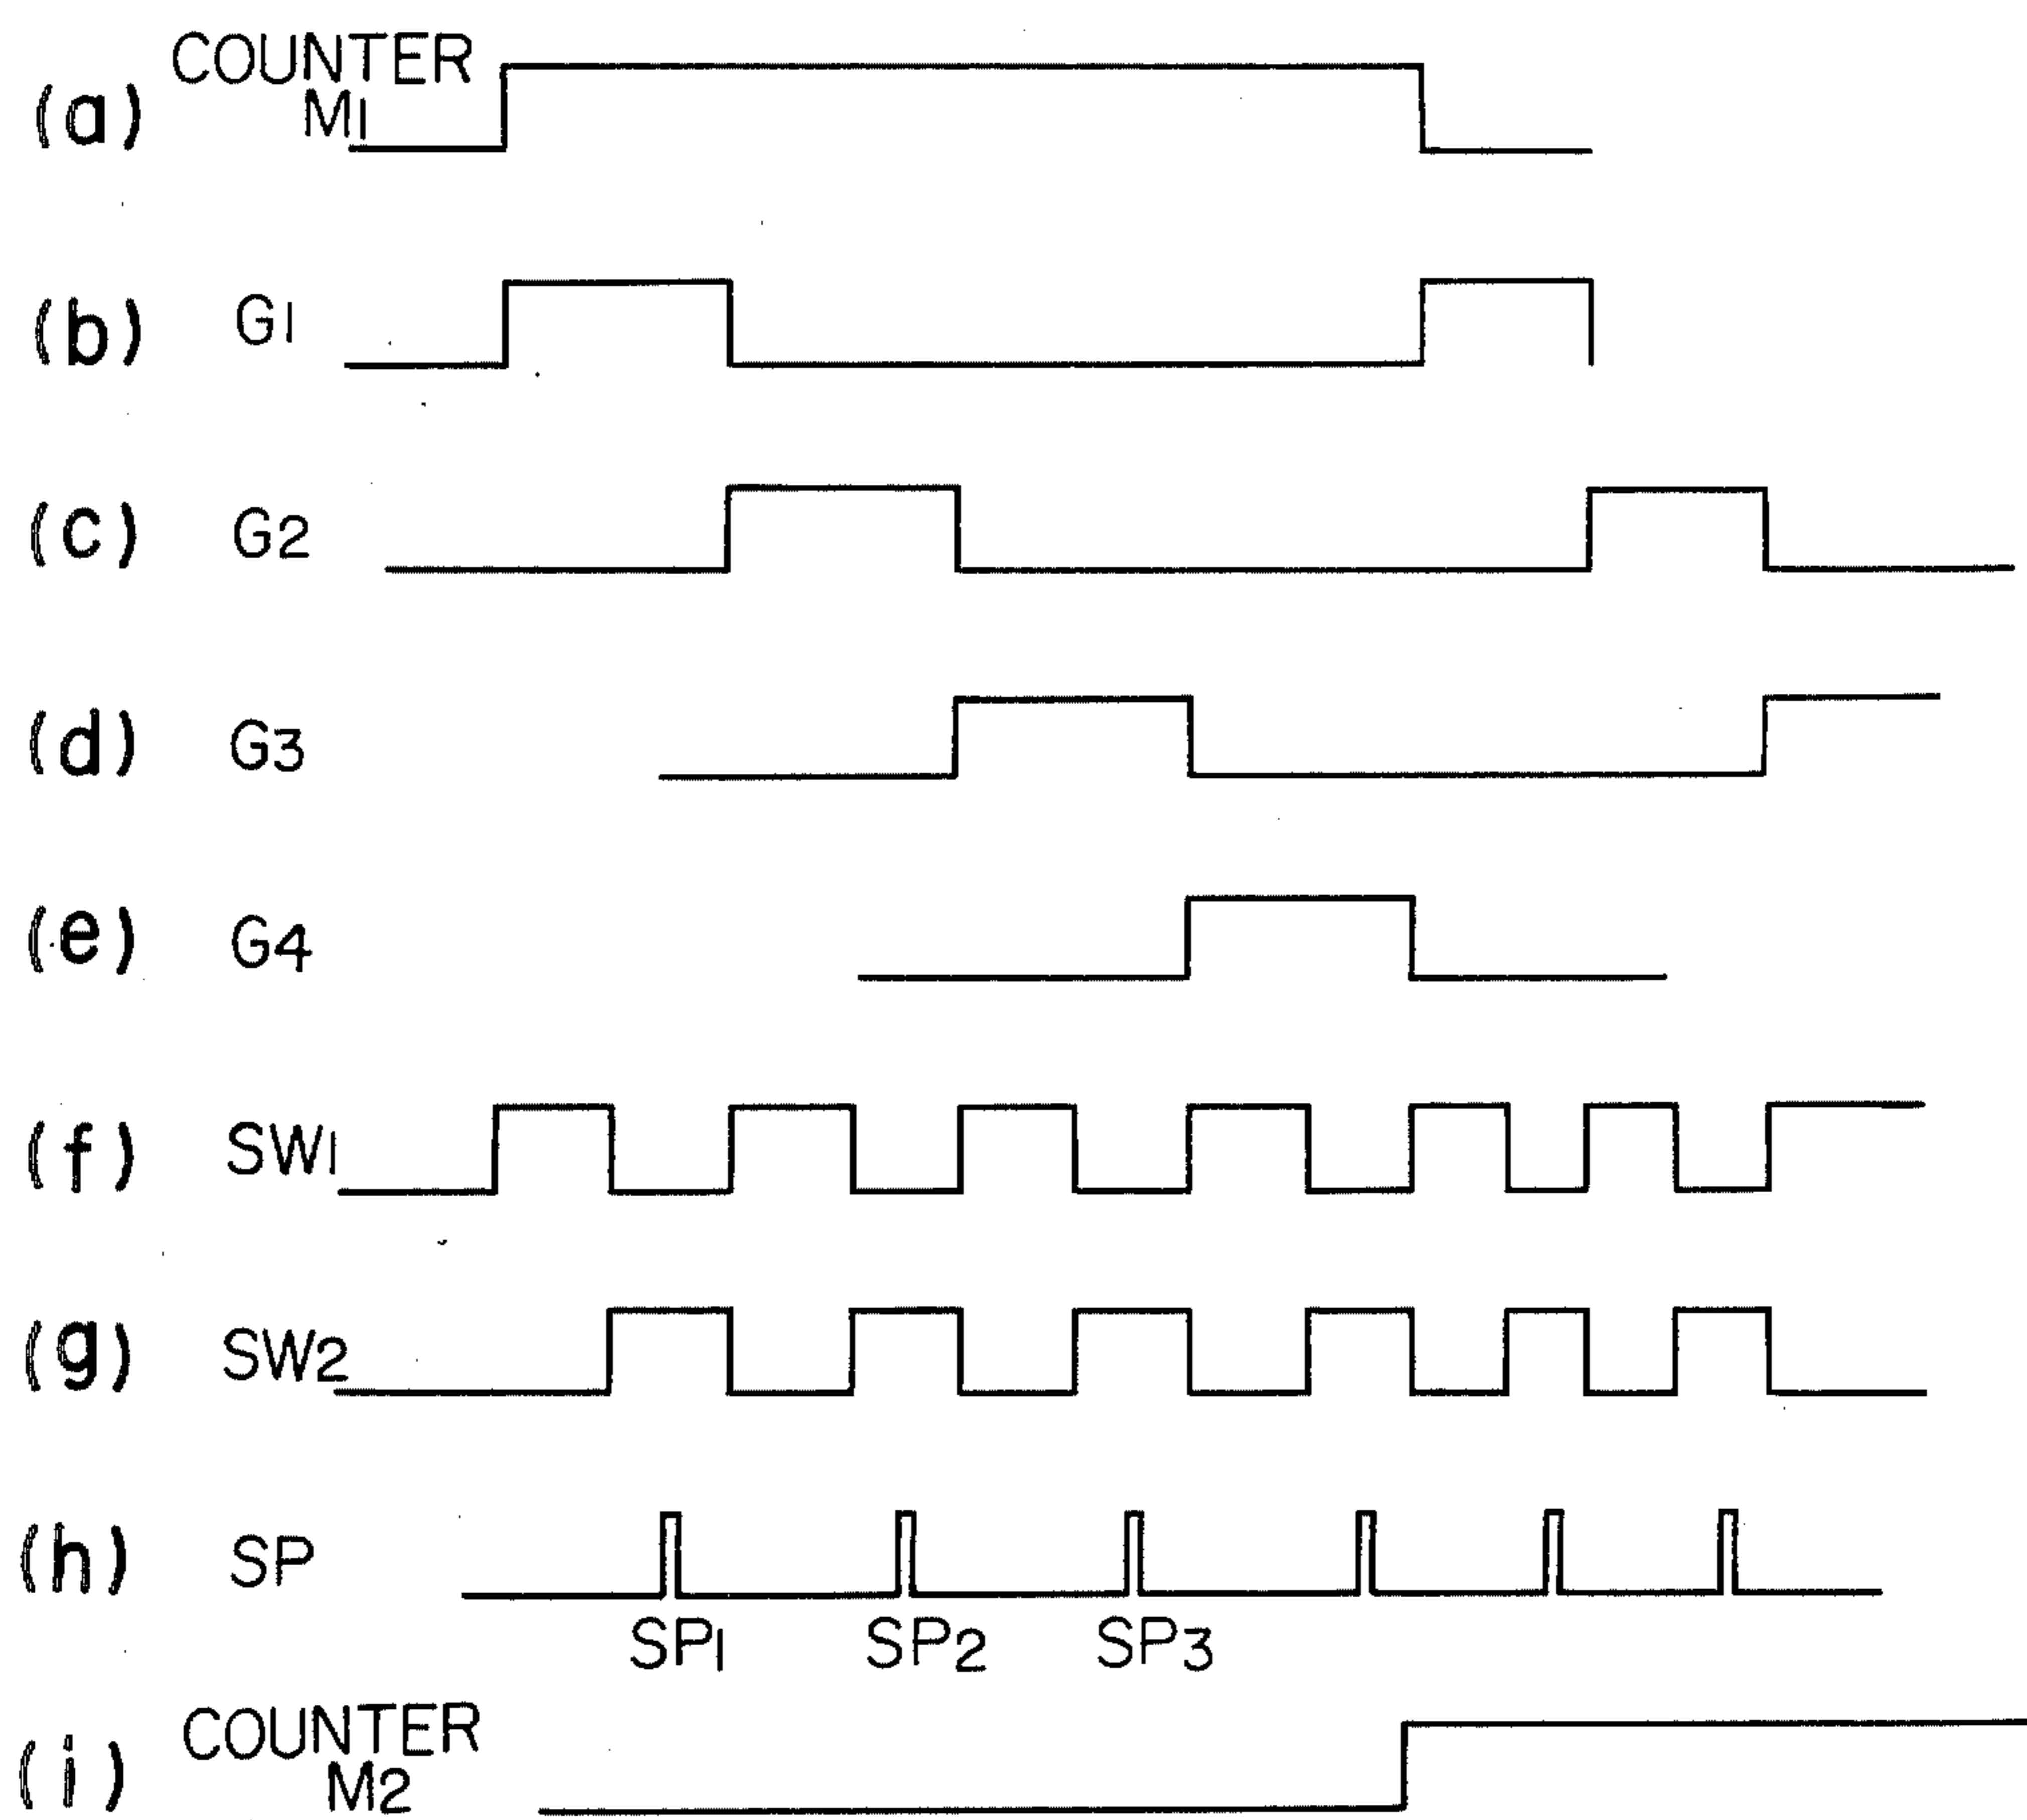 (a) COUNTER
M1
(b) G1
(c) G2
(d) G3
(e) G4
(f) SW1
(g) SW2
(h) SP
SP1 SP2 SP3
(i) COUNTER
M2